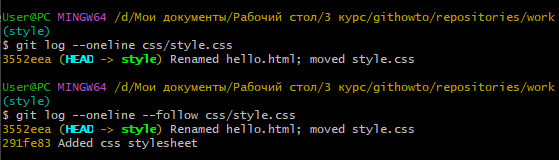 User@PC MINGW64 /d/Мои документы/Рабочий стол/3 курс/githowto/repositories/work
(style)
$ git log --oneline css/style.css
3552eea (HEAD -> style) Renamed hello.html; moved style.css
User@PC MINGW64 /d/Мои документы/Рабочий стол/3 курс/githowto/repositories/work
(style)
$ git log --oneline --follow css/style.css
3552eea (HEAD -> style) Renamed hello.html; moved style.css
291fe83 Added css stylesheet